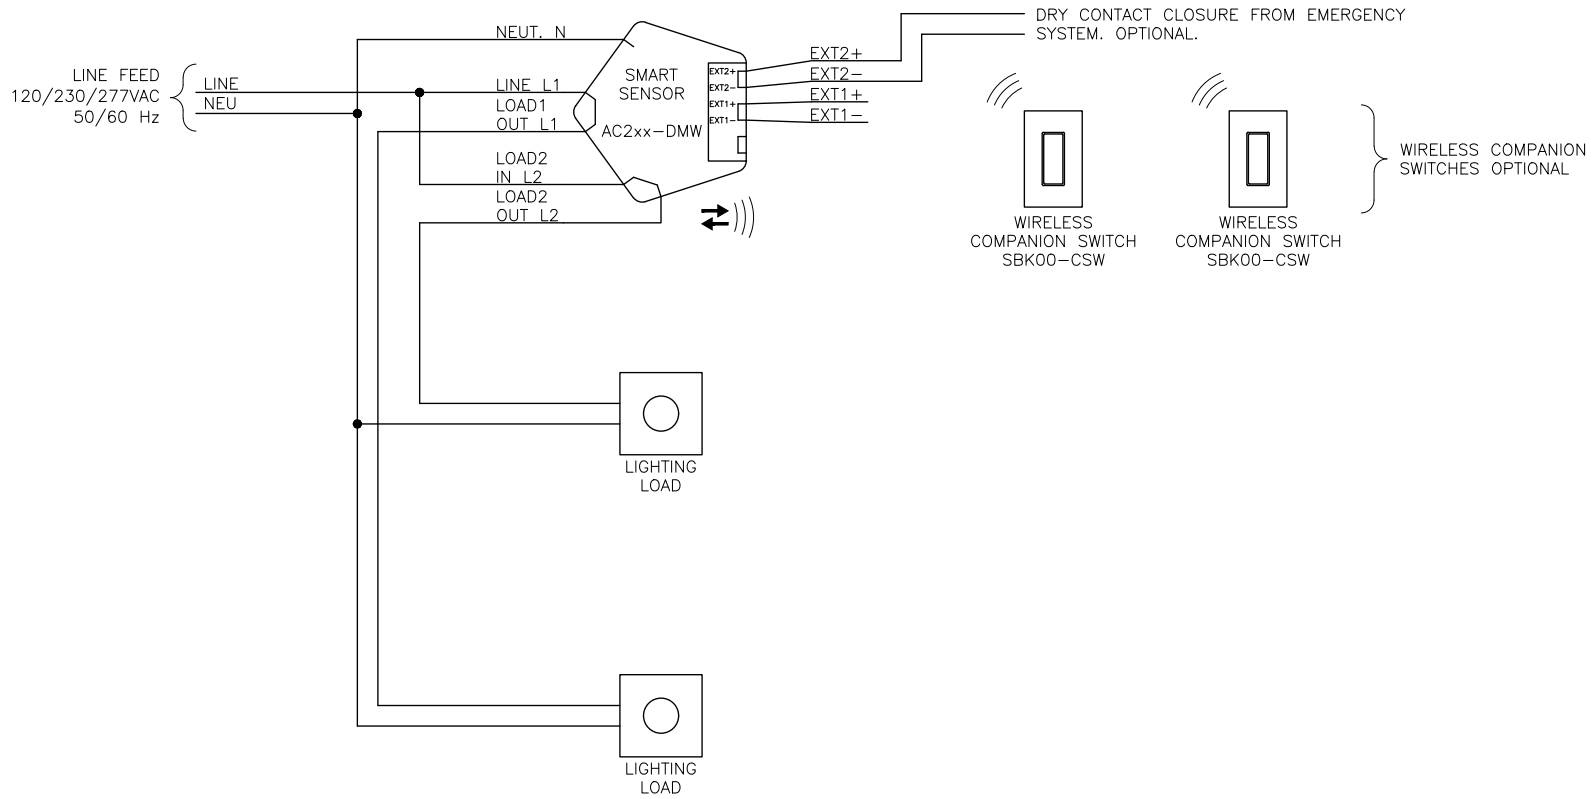 DRY CONTACT CLOSURE FROM EMERGENCY
SYSTEM. OPTIONAL.
LINE FEED
120/230/277VAC
50/60 Hz
LINE
NEU
NEUT. N
LINE L1
LOAD1
OUT L1
LOAD2
IN L2
LOAD2
OUT L2
SMART
SENSOR
AC2xx-DMW
EXT2+
EXT2-
EXT1+
EXT1-
EXT2+
EXT2-
EXT1+
EXT1-
WIRELESS
COMPANION SWITCH
SBK00-CSW
WIRELESS
COMPANION SWITCH
SBK00-CSW
WIRELESS COMPANION
SWITCHES OPTIONAL
LIGHTING
LOAD
LIGHTING
LOAD